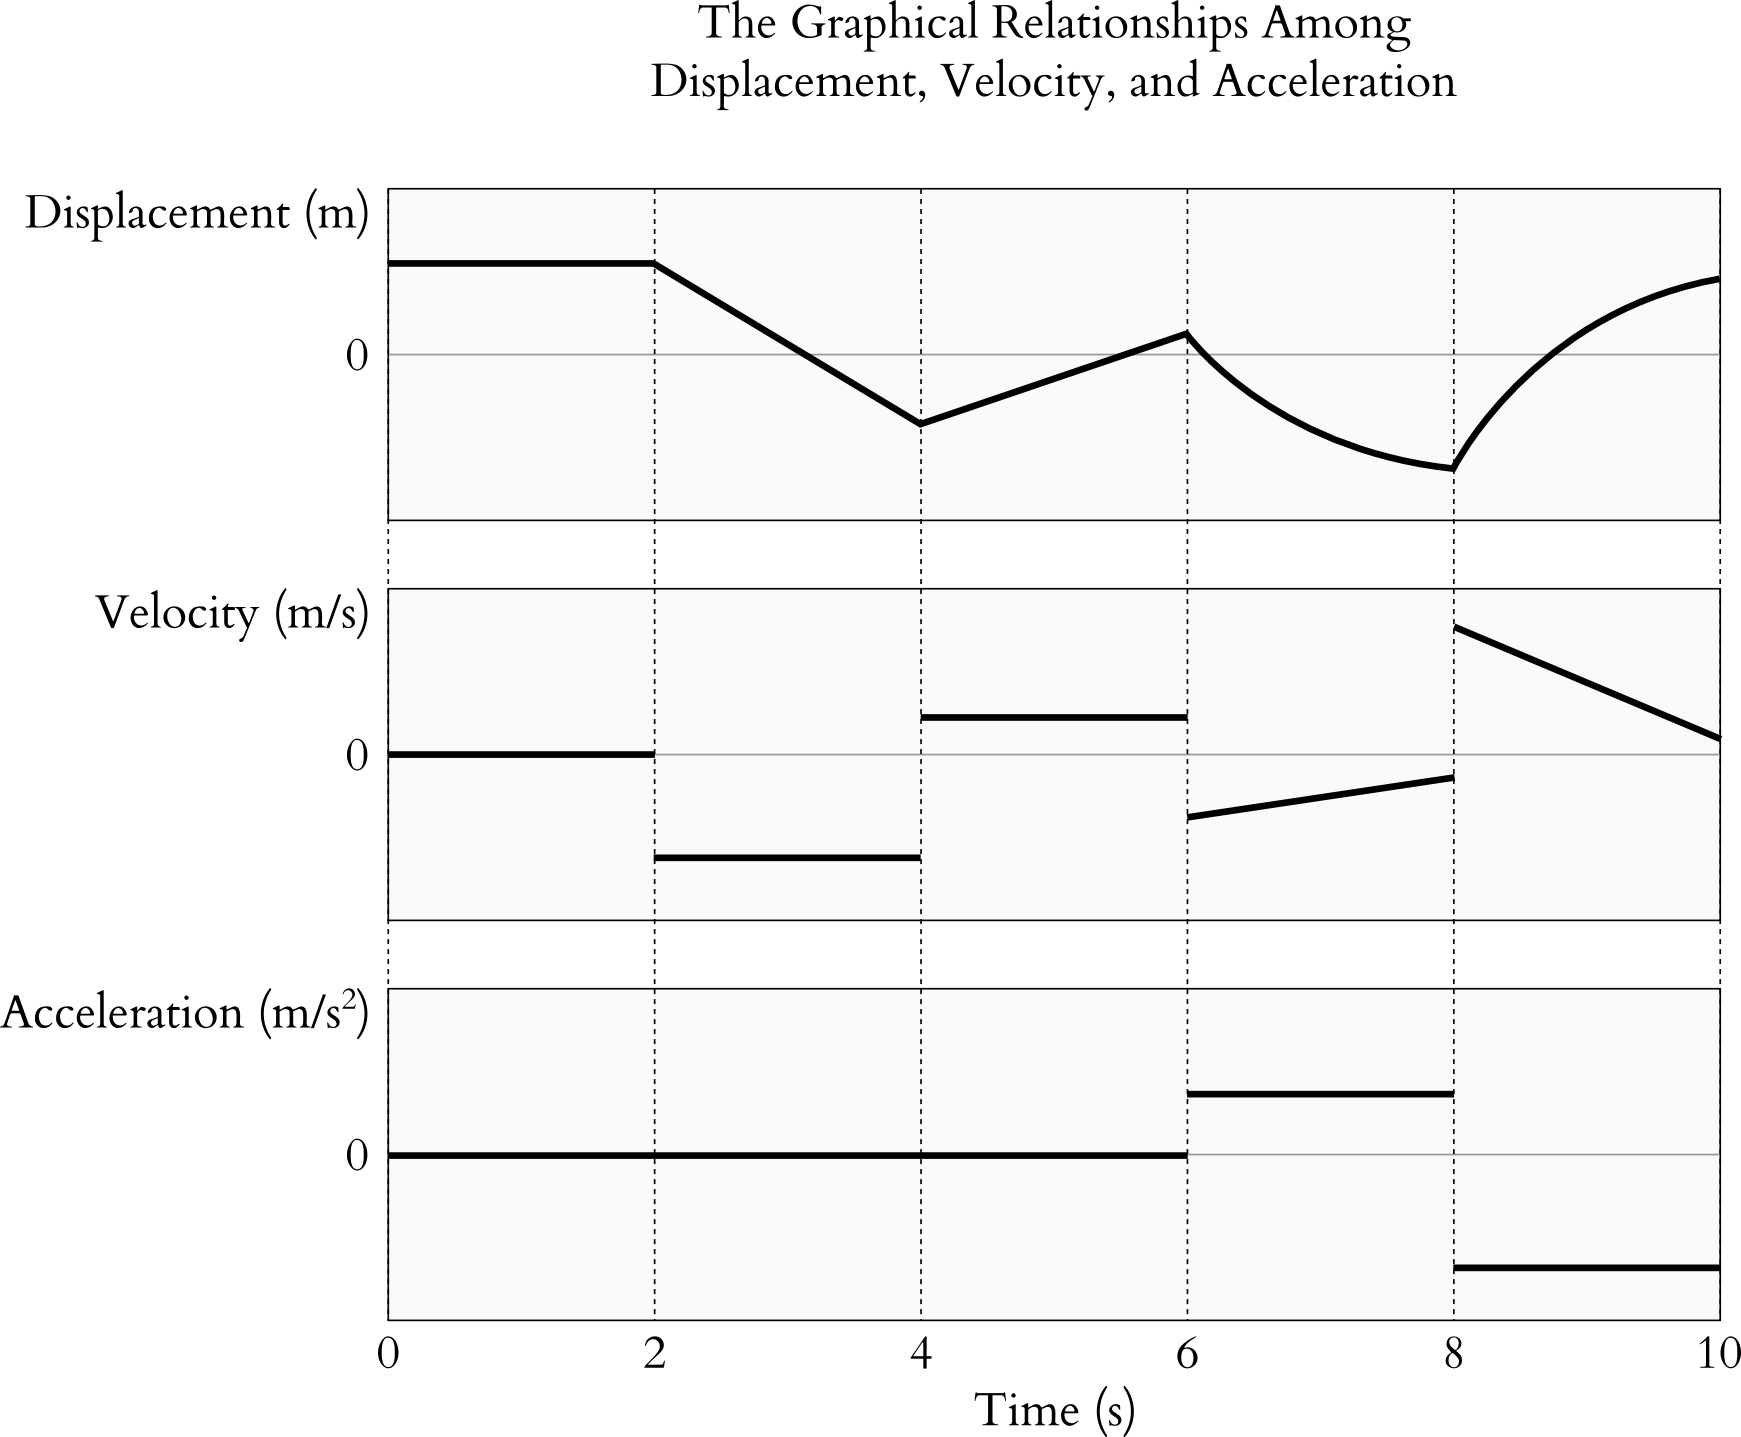 The Graphical Relationships Among
Displacement, Velocity, and Acceleration
Displacement (m)
0
Velocity (m/s)
0
Acceleration (m/s²)
0
0 2 4 6 8 10
Time (s)